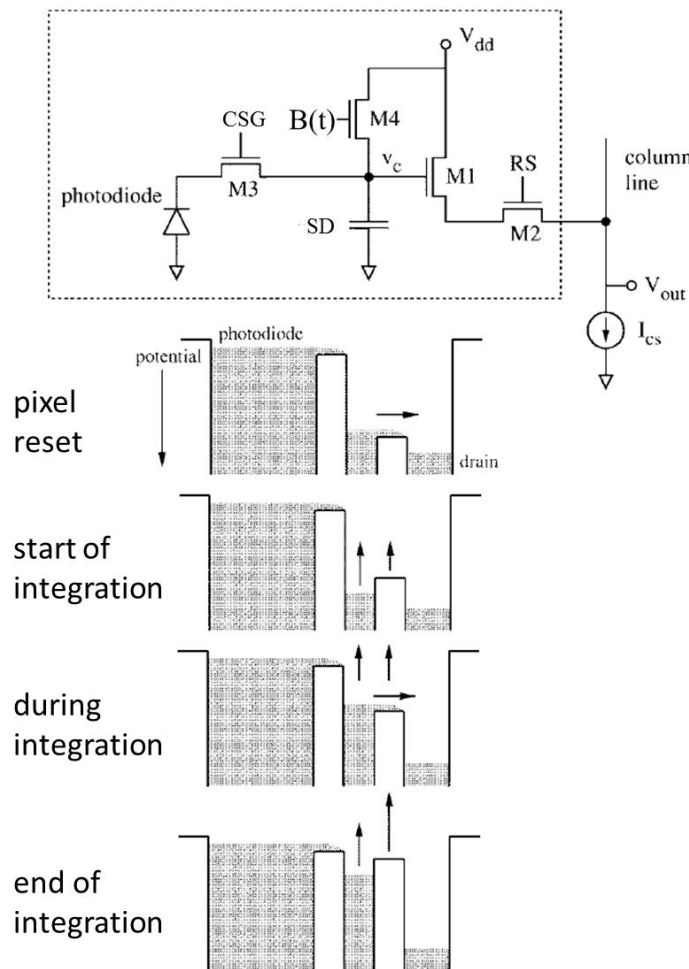 V_dd
CSG
B(t)
M4
v_c
M1
RS
column
line
M3
photodiode
SD
M2
V_out
I_cs
photodiode
potential
pixel
reset
drain
start of
integration
during
integration
end of
integration